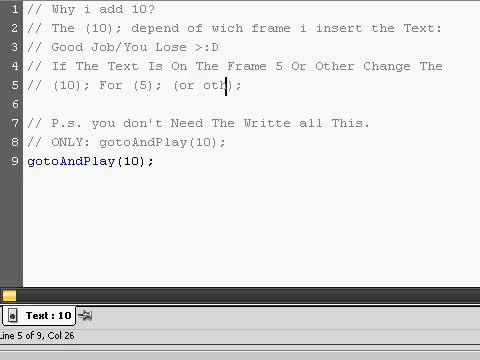 1 // Why i add 10?
2 // The (10); depend of wich frame i insert the Text:
3 // Good Job/You Lose >:D
4 // If The Text Is On The Frame 5 Or Other Change The
5 // (10); For (5); (or oth);
6
7 // P.s. you don't Need The Writte all This.
8 // ONLY: gotoAndPlay(10);
9 gotoAndPlay(10);
Text : 10
Line 5 of 9, Col 26